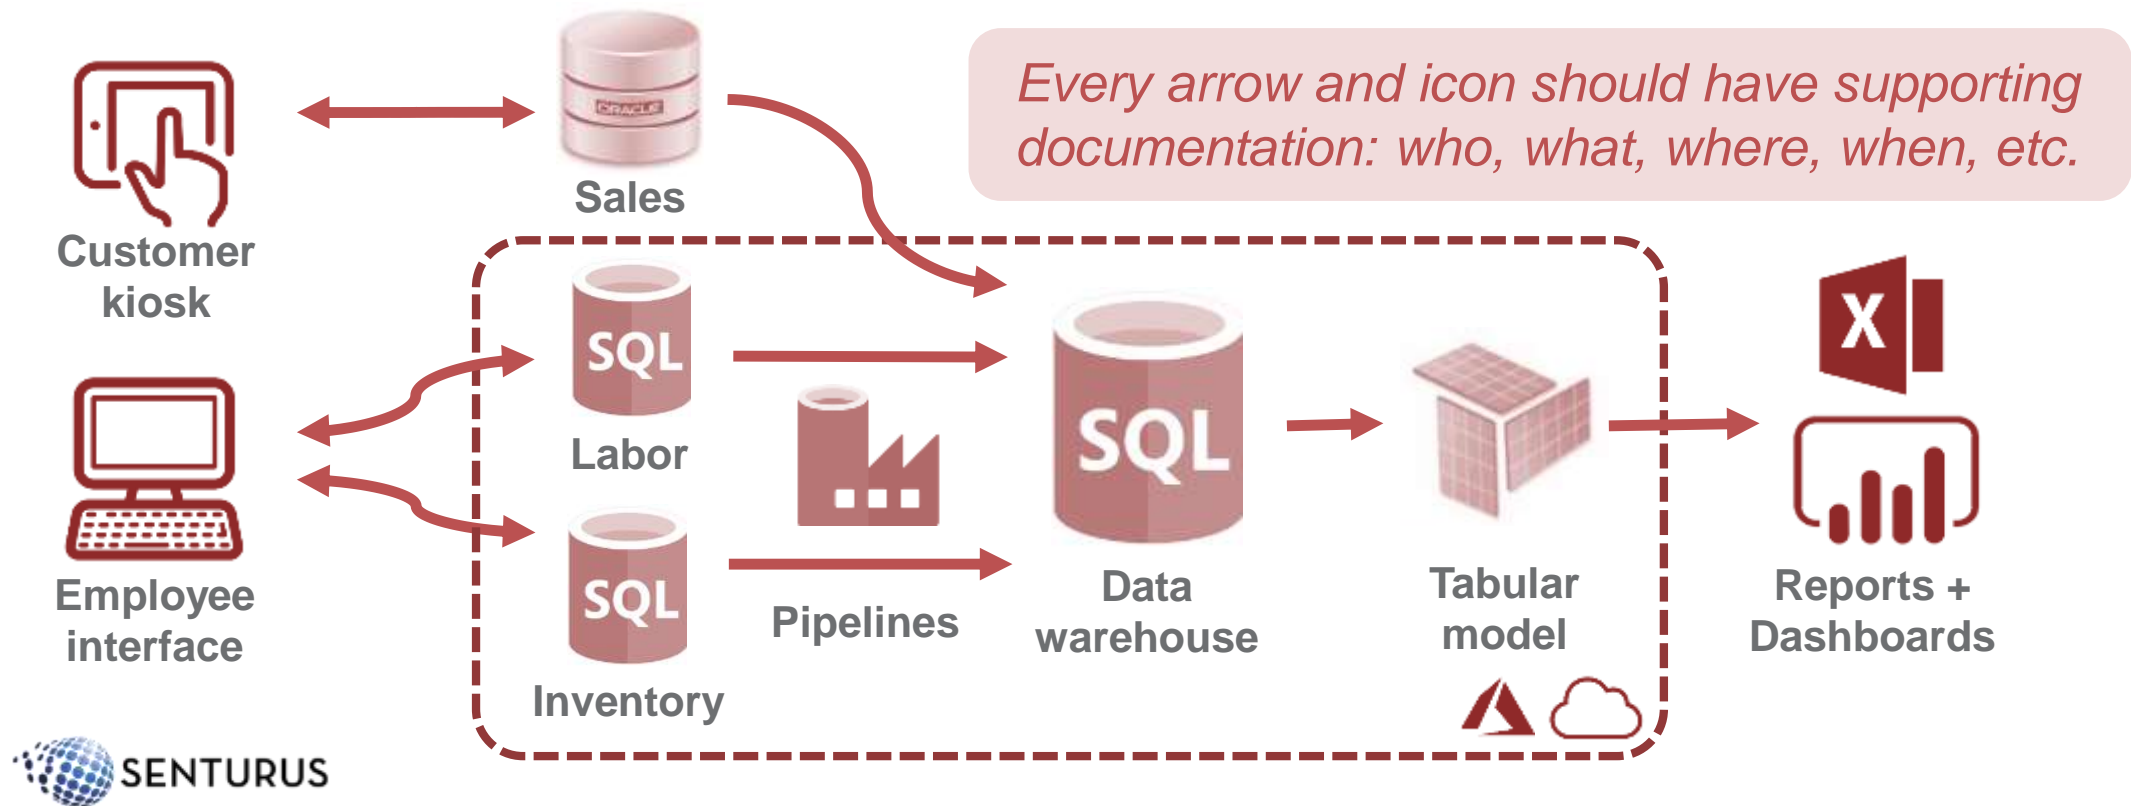 Every arrow and icon should have supporting
documentation: who, what, where, when, etc.
ORACLE
Sales
Customer
kiosk
SQL
Labor
X
SQL
Employee
interface
SQL
Inventory
Pipelines
Data
warehouse
Tabular
model
Reports +
Dashboards
SENTURUS